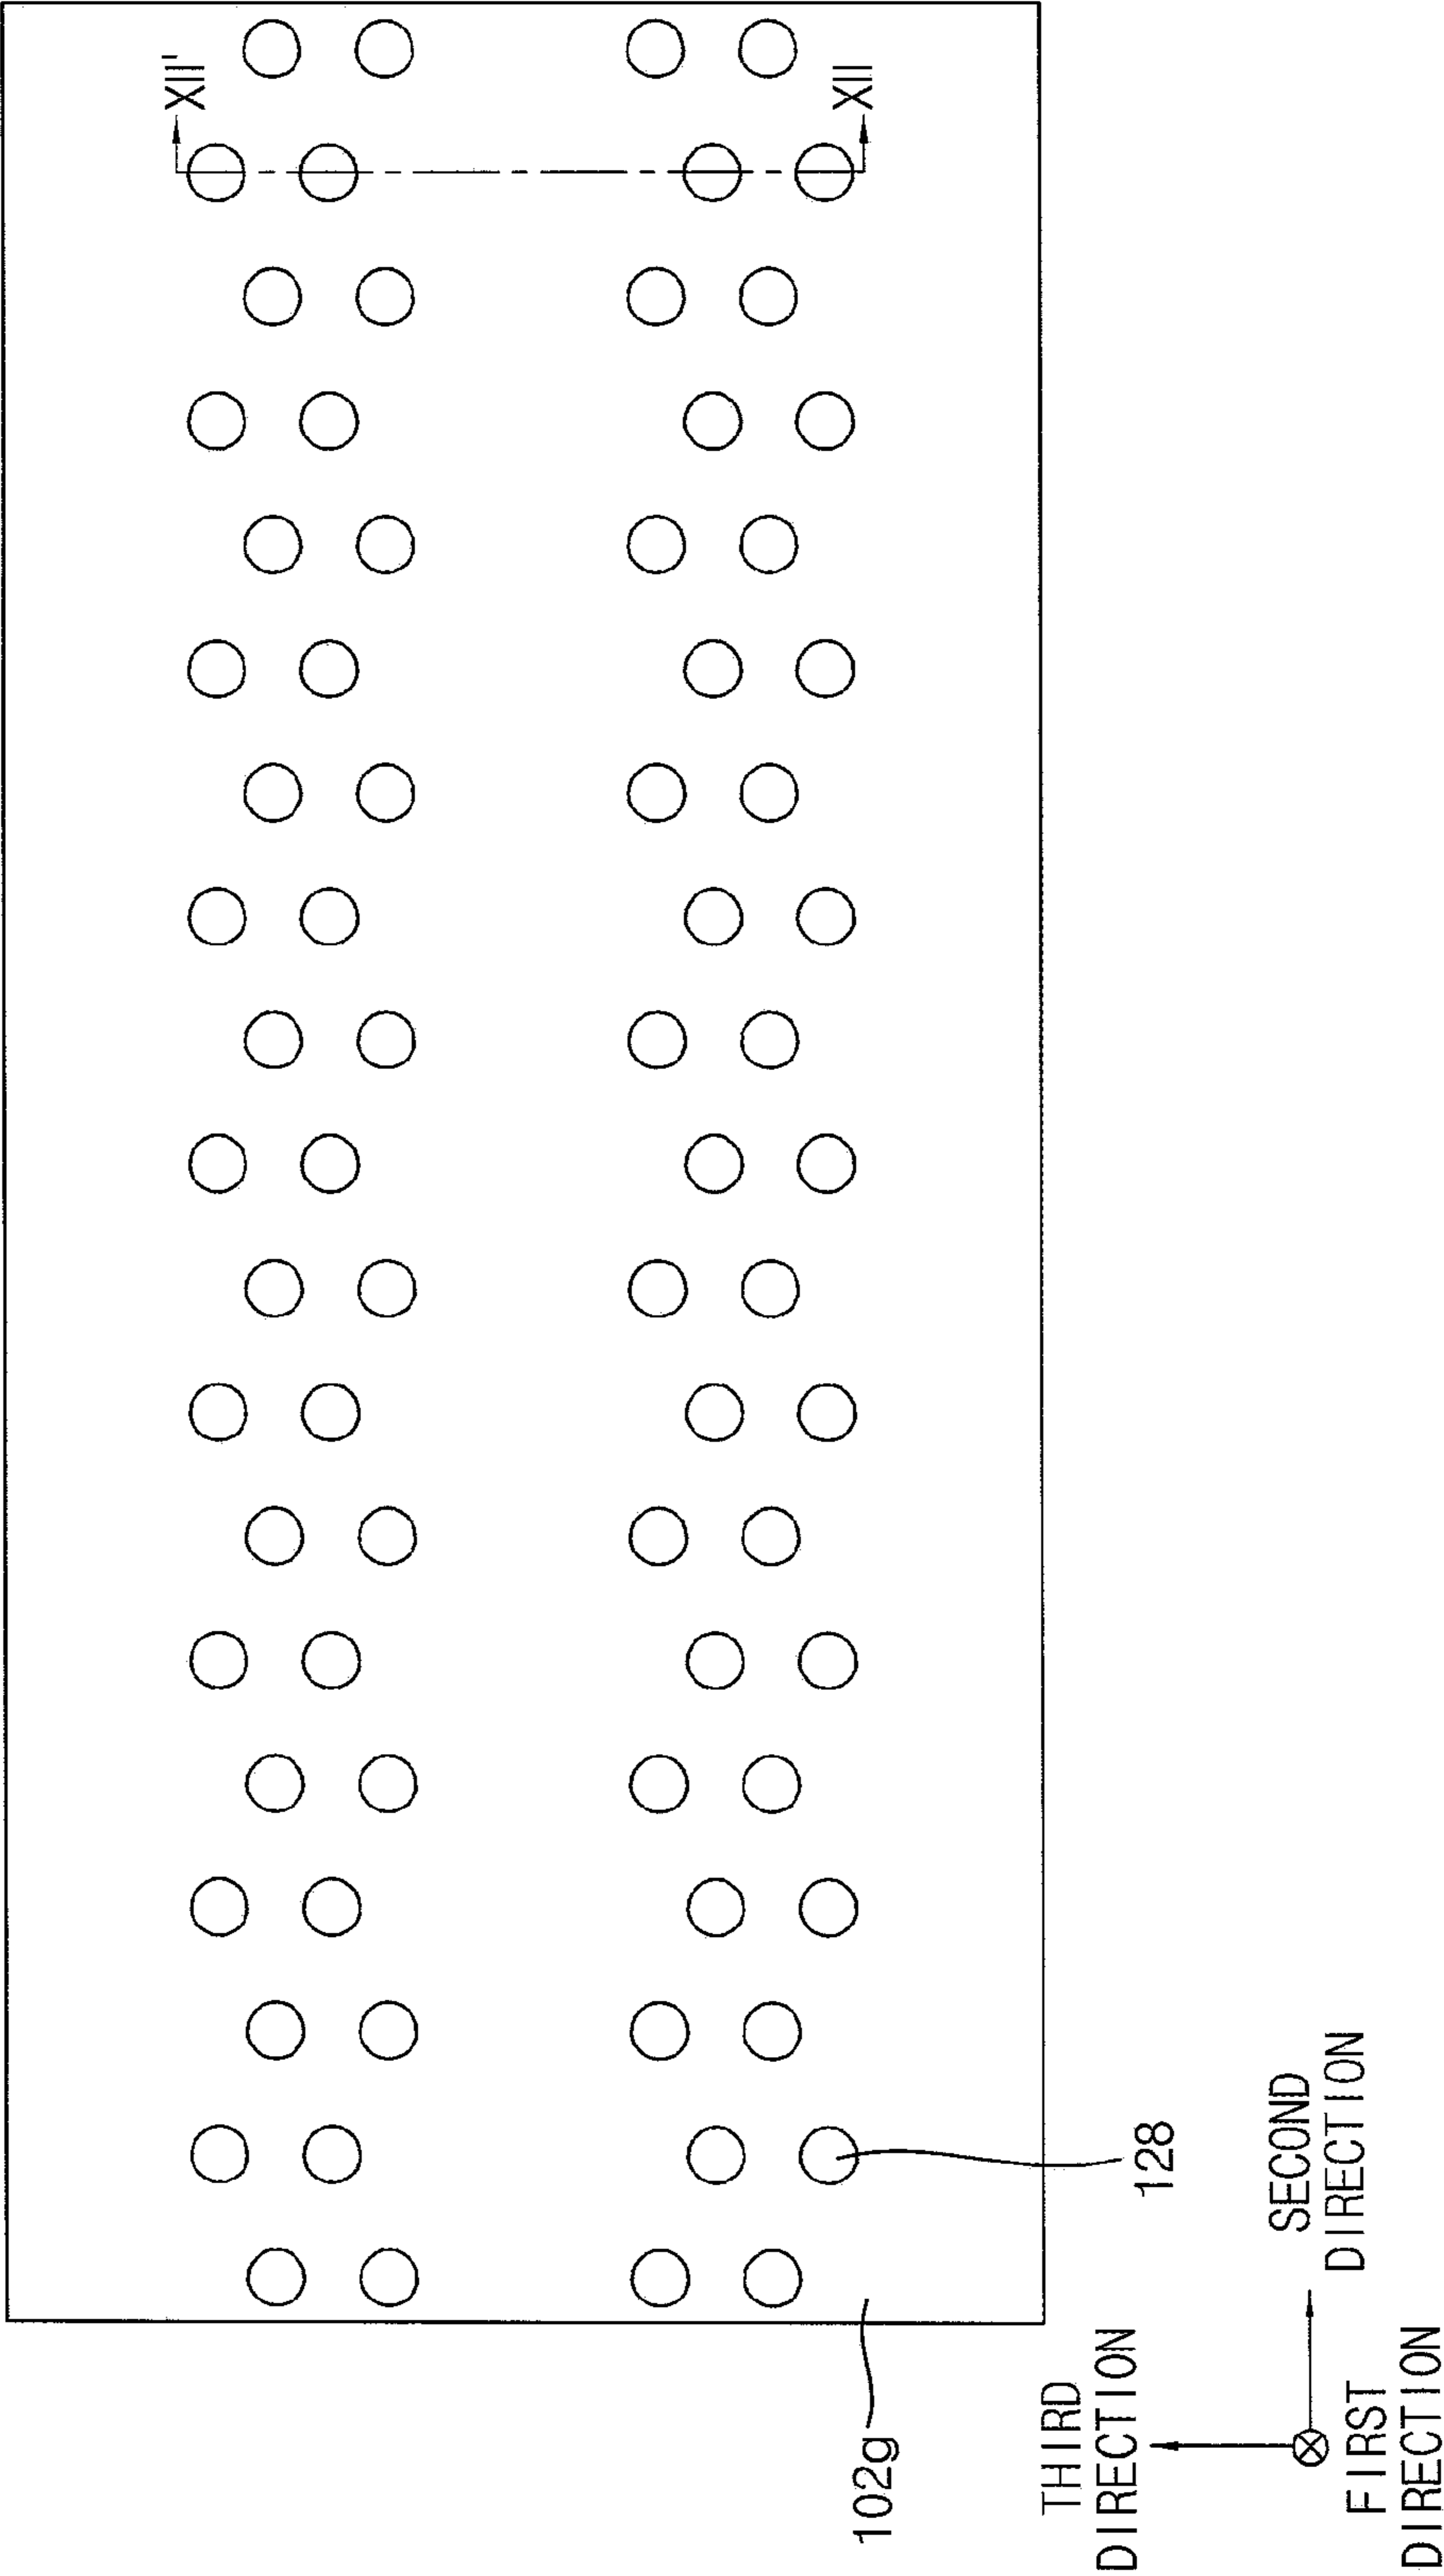 XII'
XII
128
102g
THIRD
DIRECTION
SECOND
DIRECTION
FIRST
DIRECTION